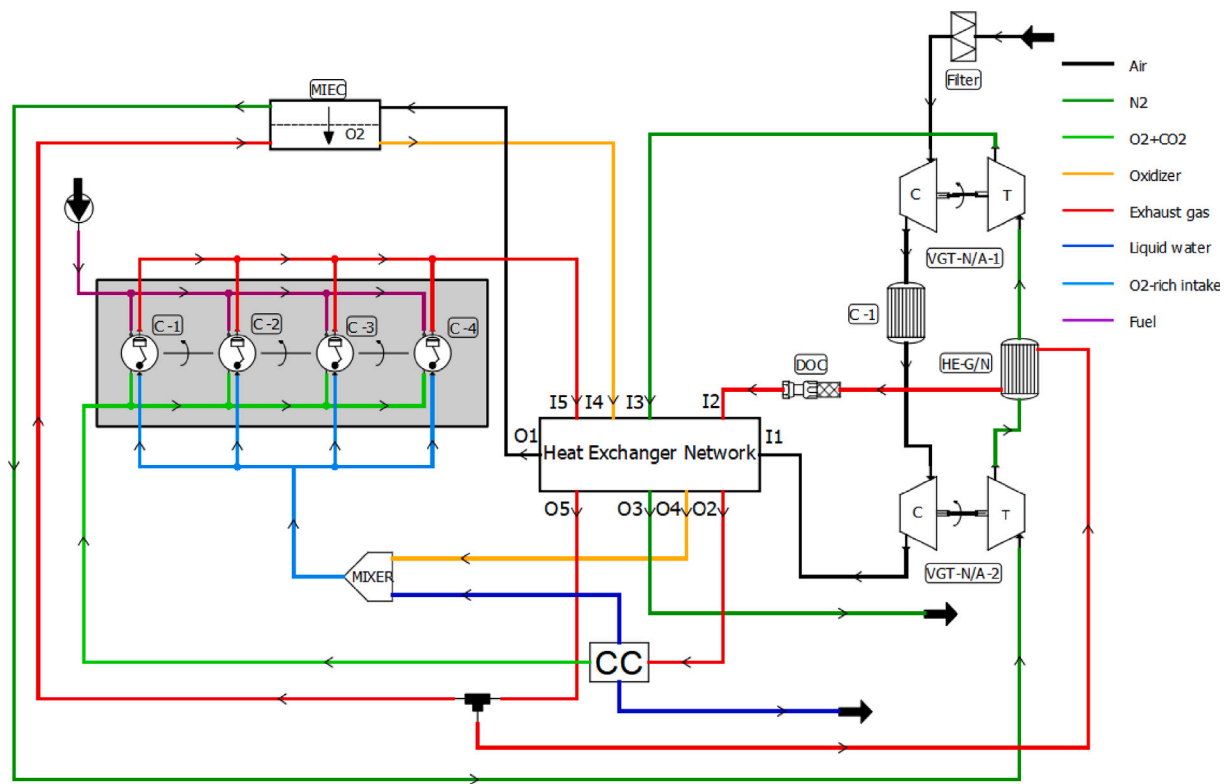 Filter
Air
N2
O2+CO2
Oxidizer
Exhaust gas
Liquid water
O2-rich intake
Fuel
MIEC
O2
C
T
VGT-N/A-1
C -1
C -1
C -2
C -3
C -4
DOC
HE-G/N
I5
I4
I3
I2
O1
I1
Heat Exchanger Network
O5
O3
O4
O2
C
T
VGT-N/A-2
MIXER
CC